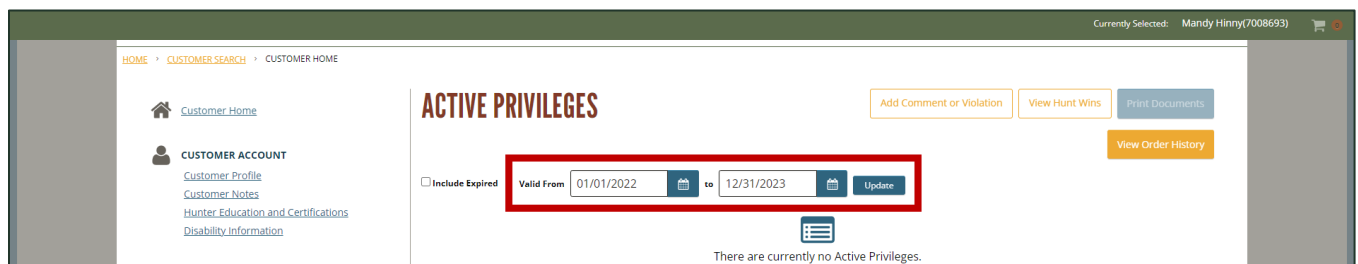 Currently Selected: Mandy Hinny(7008693) 0
HOME › CUSTOMER SEARCH › CUSTOMER HOME
Customer Home
CUSTOMER ACCOUNT
Customer Profile
Customer Notes
Hunter Education and Certifications
Disability Information
ACTIVE PRIVILEGES
Add Comment or Violation View Hunt Wins Print Documents
View Order History
Include Expired Valid From 01/01/2022 to 12/31/2023 Update
There are currently no Active Privileges.